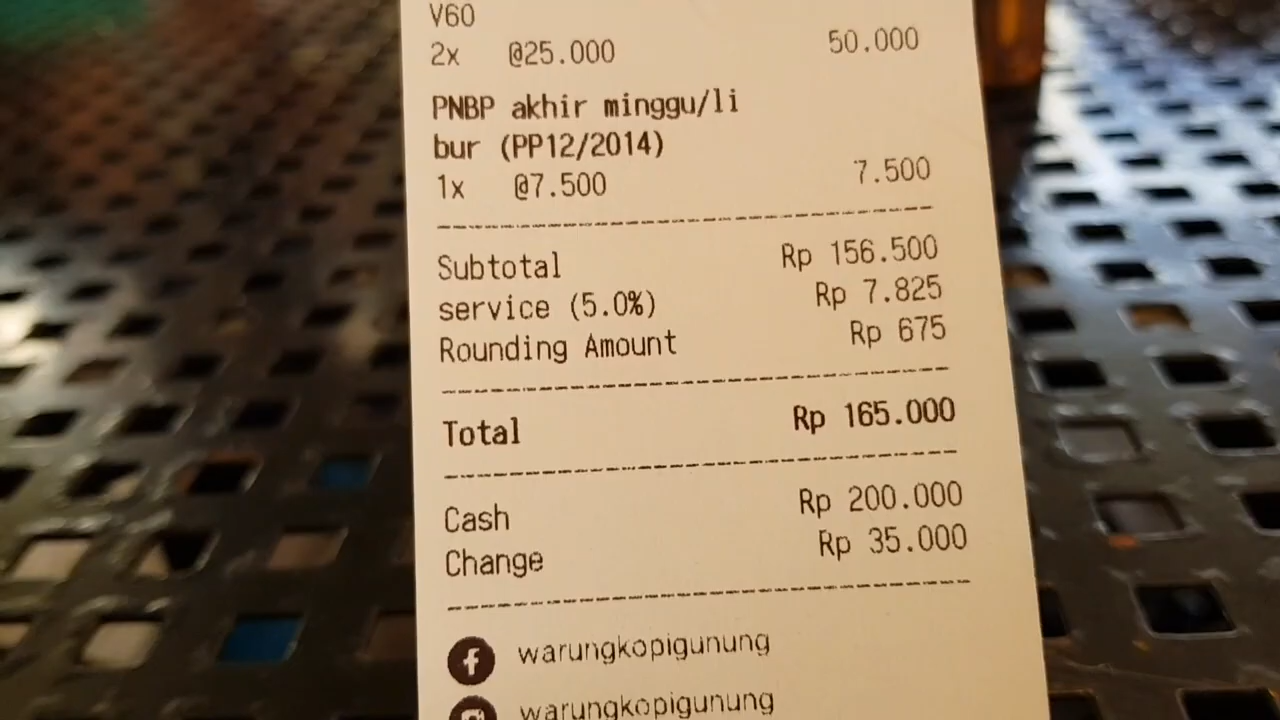 V60
2x @25.000 50.000
PNBP akhir minggu/li
bur (PP12/2014)
1x @7.500 7.500
Subtotal Rp 156.500
service (5.0%) Rp 7.825
Rounding Amount Rp 675
Total Rp 165.000
Cash Rp 200.000
Change Rp 35.000
warungkopigunung
warungkopigunung